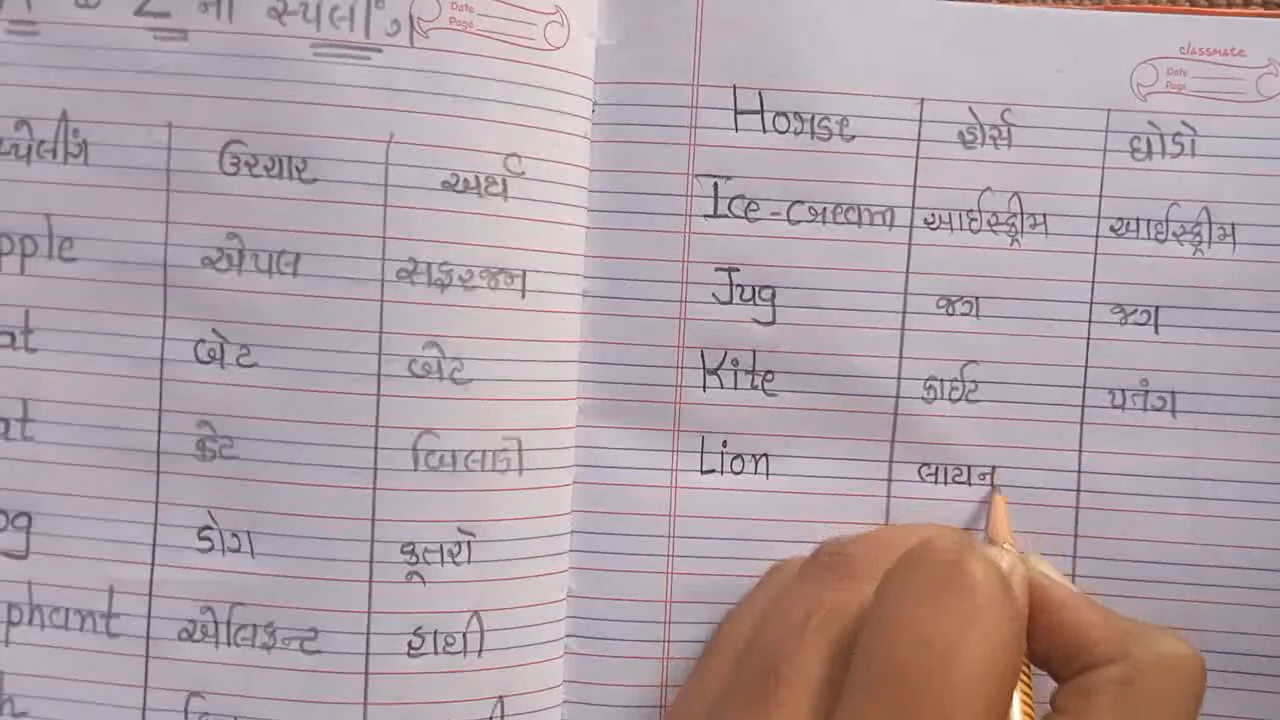 Z ના સ્પેલીંગ
Date
Page
સ્પેલીંગ ઉચ્ચાર અર્થ
pple એપલ સફરજન
at બેટ બેટ
at કેટ બિલાડી
og ડોગ કૂતરો
phant એલિફન્ટ હાથી
classmate
Date
Page
Horse હોર્સ ઘોડો
Ice-cream આઈસ્ક્રીમ આઈસ્ક્રીમ
Jug જગ જગ
Kite કાઈટ પતંગ
Lion લાયન